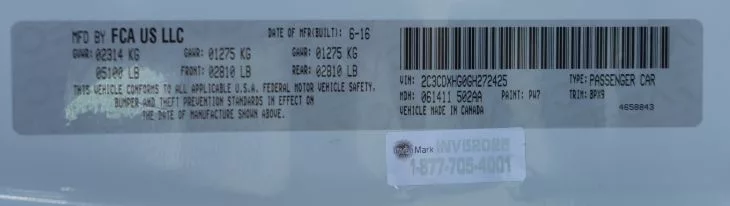 MFD BY FCA US LLC DATE OF MFR(BUILT): 6-16
GVWR: 02314 KG GAWR: 01275 KG GAWR: 01275 KG
05100 LB FRONT: 02810 LB REAR: 02810 LB
THIS VEHICLE CONFORMS TO ALL APPLICABLE U.S.A. FEDERAL MOTOR VEHICLE SAFETY,
BUMPER AND THEFT PREVENTION STANDARDS IN EFFECT ON
THE DATE OF MANUFACTURE SHOWN ABOVE.
VIN: 2C3CDXHG0GH272425 TYPE: PASSENGER CAR
MDH: 061411 502AA PAINT: PW7 TRIM: BPX9
VEHICLE MADE IN CANADA 4658843
Mark
1-877-705-4001